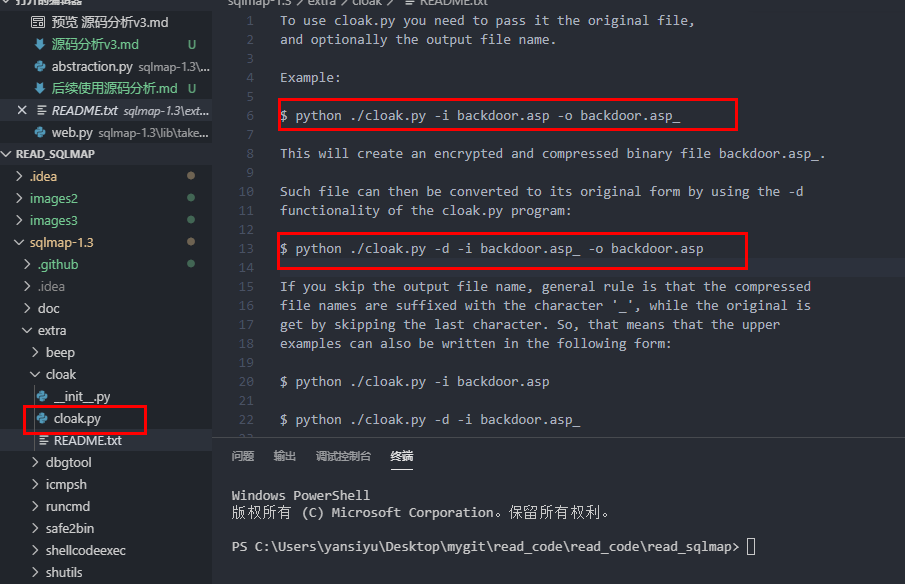 打开的编辑器
预览 源码分析v3.md
源码分析v3.md U
abstraction.py sqlmap-1.3\...
后续使用源码分析.md U
README.txt sqlmap-1.3\ext...
web.py sqlmap-1.3\lib\take...
READ_SQLMAP
.idea
images2
images3
sqlmap-1.3
.github
.idea
doc
extra
beep
cloak
__init__.py
cloak.py
README.txt
dbgtool
icmpsh
runcmd
safe2bin
shellcodeexec
shutils
sqlmap-1.3 > extra > cloak > README.txt
1 To use cloak.py you need to pass it the original file,
2 and optionally the output file name.
3
4 Example:
5
6 $ python ./cloak.py -i backdoor.asp -o backdoor.asp_
7
8 This will create an encrypted and compressed binary file backdoor.asp_.
9
10 Such file can then be converted to its original form by using the -d
11 functionality of the cloak.py program:
12
13 $ python ./cloak.py -d -i backdoor.asp_ -o backdoor.asp
14
15 If you skip the output file name, general rule is that the compressed
16 file names are suffixed with the character '_', while the original is
17 get by skipping the last character. So, that means that the upper
18 examples can also be written in the following form:
19
20 $ python ./cloak.py -i backdoor.asp
21
22 $ python ./cloak.py -d -i backdoor.asp_
问题 输出 调试控制台 终端
Windows PowerShell
版权所有 (C) Microsoft Corporation。保留所有权利。
PS C:\Users\yansiyu\Desktop\mygit\read_code\read_code\read_sqlmap>